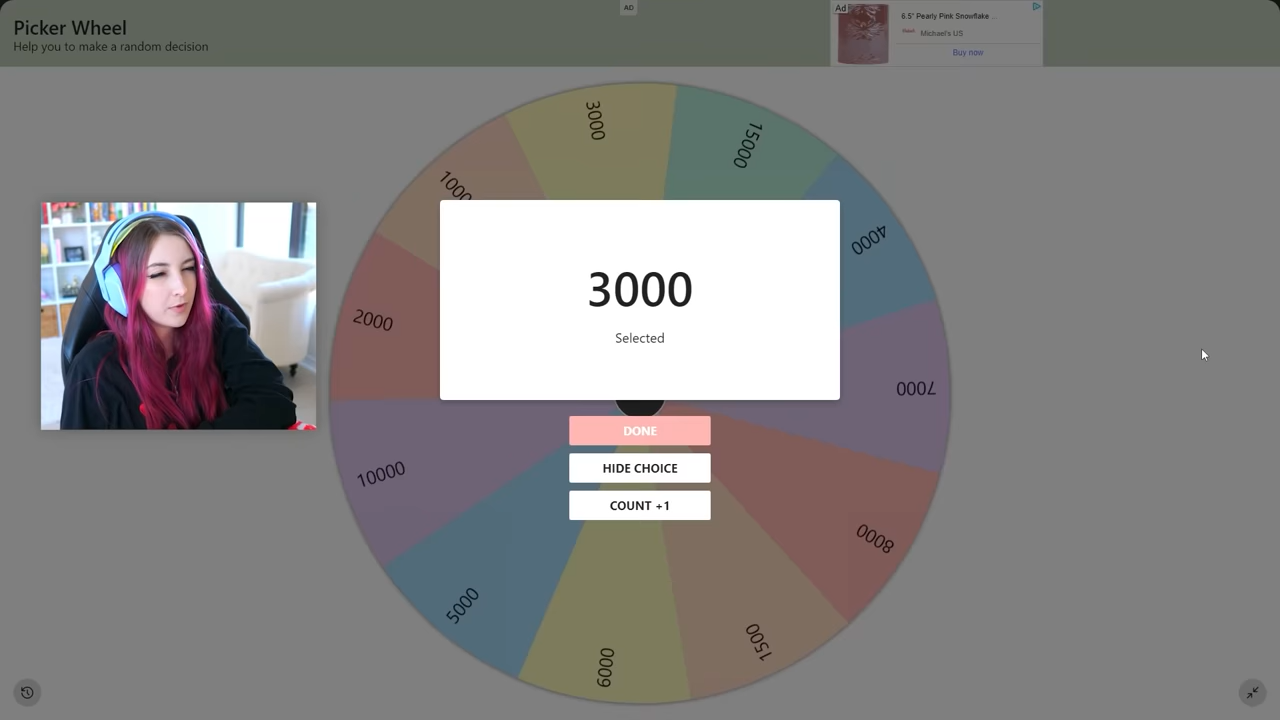 Picker Wheel
Help you to make a random decision
AD
Ad
6.5" Pearly Pink Snowflake ...
Michael's US
Buy now
3000
15000
1000
4000
2000
7000
10000
8000
5000
6000
1500
3000
Selected
DONE
HIDE CHOICE
COUNT +1